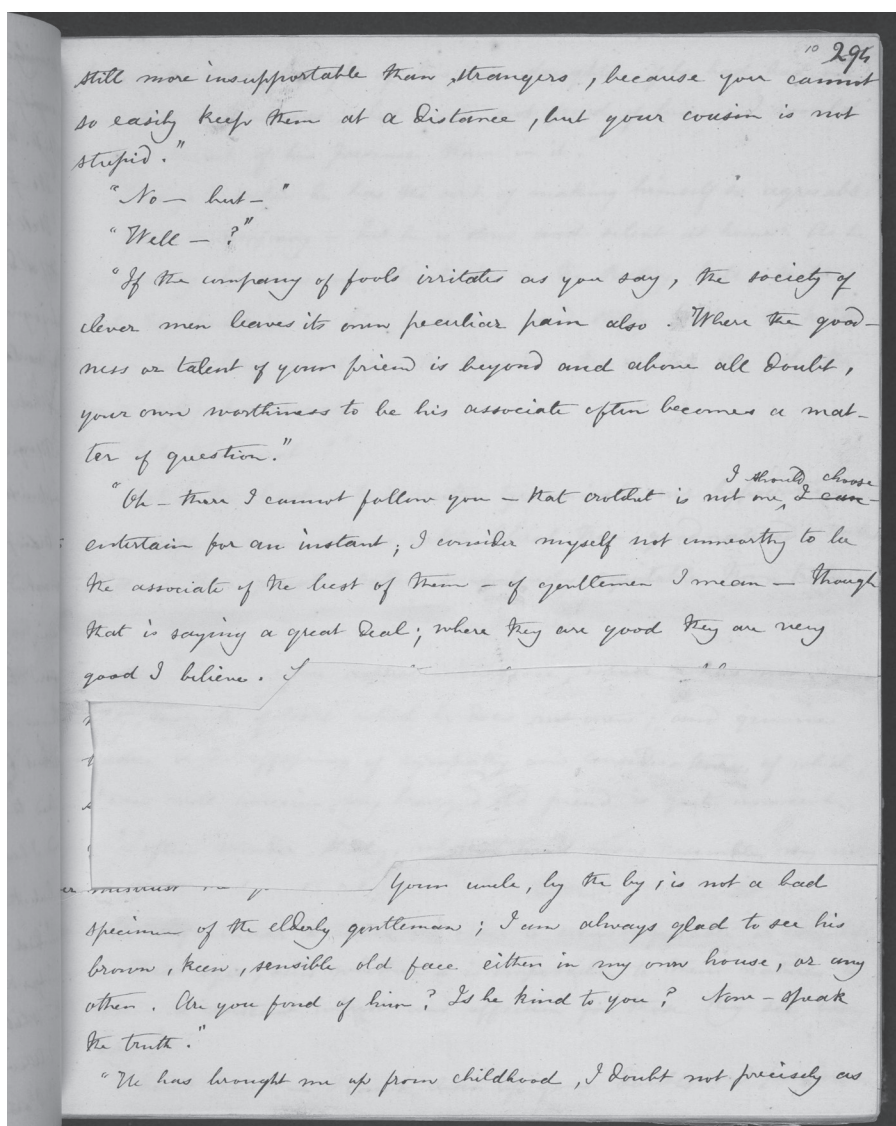 10 294
still more insupportable than strangers, because you cannot
so easily keep them at a distance, but your cousin is not
stupid."
"No — but —"
"Well — ?"
"If the company of fools irritates as you say, the society of
clever men leaves its own peculiar pain also. Where the good-
ness or talent of your friend is beyond and above all doubt,
your own worthiness to be his associate often becomes a mat-
ter of question."
I should choose
"Oh — there I cannot follow you — that crotchet is not one, I
entertain for an instant; I consider myself not unworthy to be
the associate of the best of them — of gentlemen I mean — though
that is saying a great deal; where they are good they are very
good I believe.
Your uncle, by the by, is not a bad
specimen of the elderly gentleman; I am always glad to see his
brown, keen, sensible old face either in my own house, or any
other. Are you fond of him? Is he kind to you? Now — speak
the truth."
"He has brought me up from childhood, I doubt not precisely as